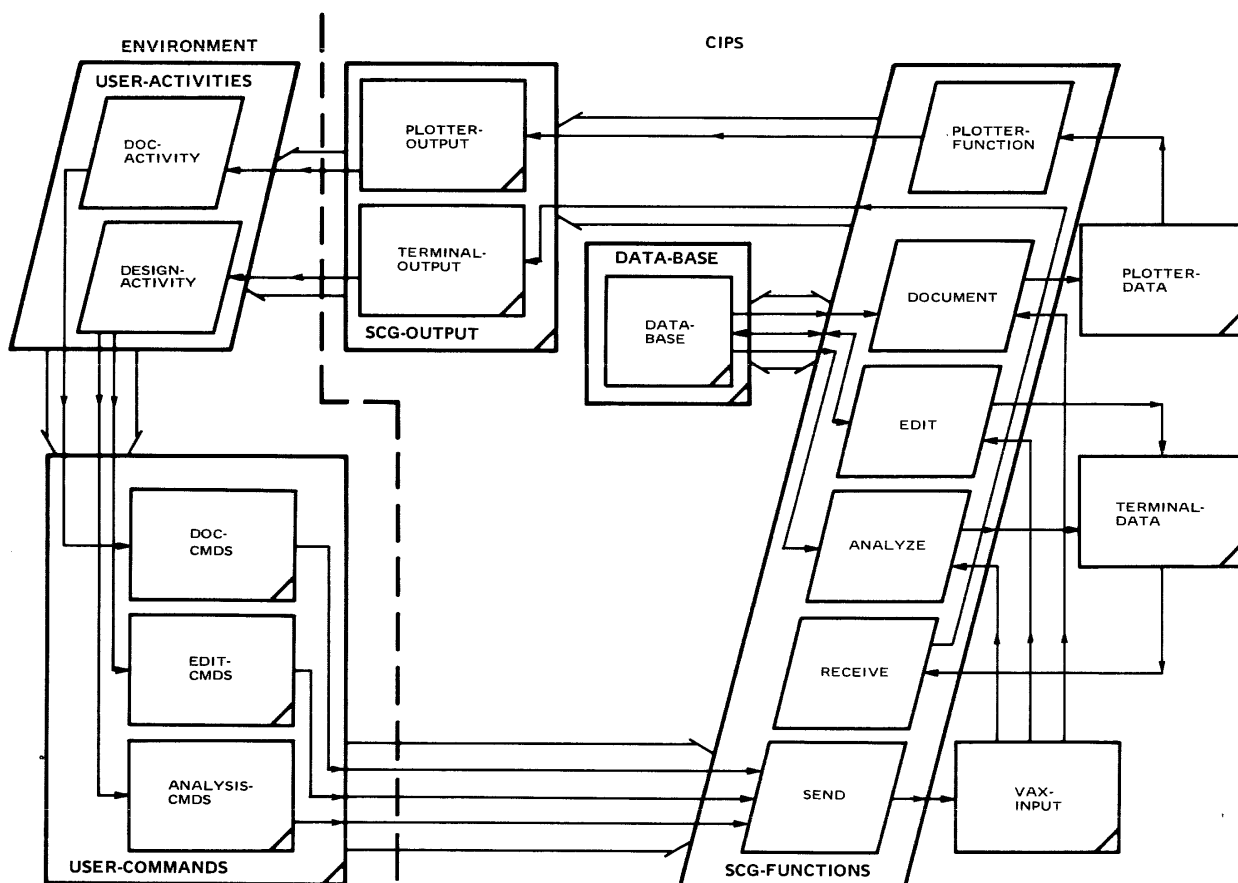 ENVIRONMENT
CIPS
USER-ACTIVITIES
DOC-
ACTIVITY
DESIGN-
ACTIVITY
PLOTTER-
OUTPUT
TERMINAL-
OUTPUT
SCG-OUTPUT
DATA-BASE
DATA-
BASE
PLOTTER-
FUNCTION
DOCUMENT
EDIT
ANALYZE
RECEIVE
SEND
SCG-FUNCTIONS
PLOTTER-
DATA
TERMINAL-
DATA
VAX-
INPUT
DOC-
CMDS
EDIT-
CMDS
ANALYSIS-
CMDS
USER-COMMANDS